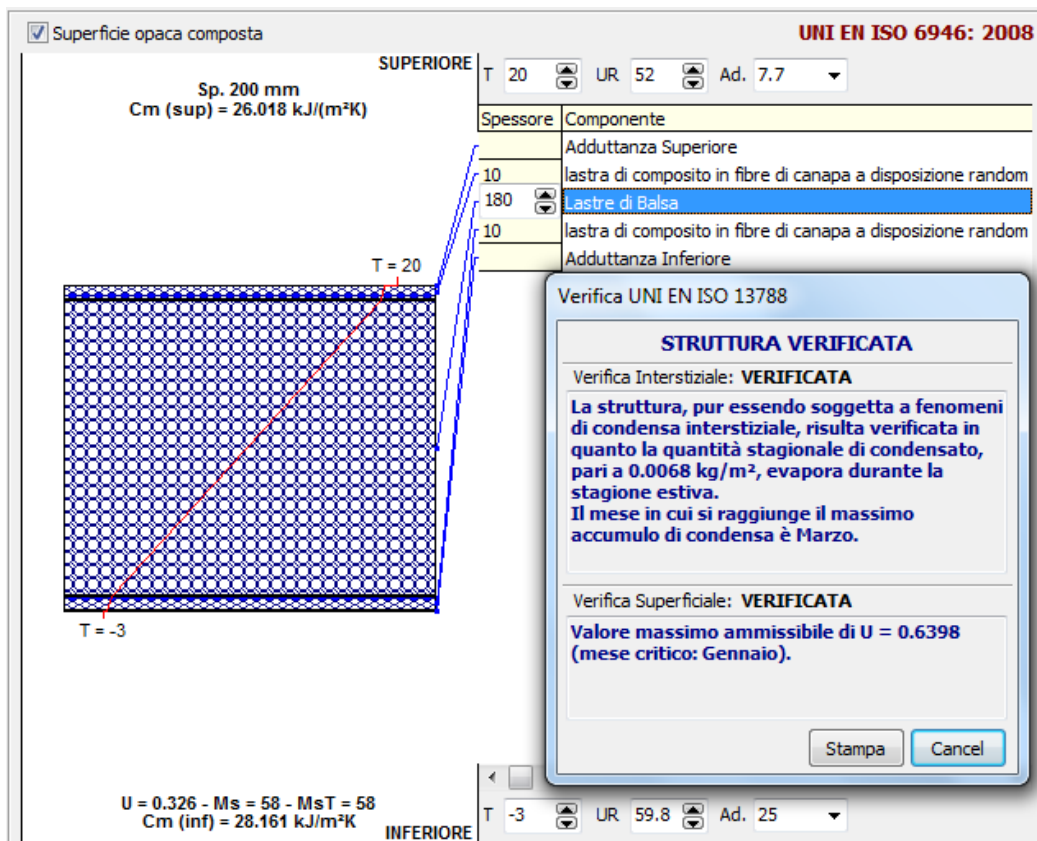 Superficie opaca composta
UNI EN ISO 6946: 2008
SUPERIORE
Sp. 200 mm
Cm (sup) = 26.018 kJ/(m²K)
T 20 UR 52 Ad. 7.7
Spessore Componente
Adduttanza Superiore
10 lastra di composito in fibre di canapa a disposizione random
180 Lastre di Balsa
10 lastra di composito in fibre di canapa a disposizione random
Adduttanza Inferiore
T = 20
T = -3
Verifica UNI EN ISO 13788
STRUTTURA VERIFICATA
Verifica Interstiziale: VERIFICATA
La struttura, pur essendo soggetta a fenomeni
di condensa interstiziale, risulta verificata in
quanto la quantità stagionale di condensato,
pari a 0.0068 kg/m², evapora durante la
stagione estiva.
Il mese in cui si raggiunge il massimo
accumulo di condensa è Marzo.
Verifica Superficiale: VERIFICATA
Valore massimo ammissibile di U = 0.6398
(mese critico: Gennaio).
Stampa Cancel
U = 0.326 - Ms = 58 - MsT = 58
Cm (inf) = 28.161 kJ/m²K
INFERIORE
T -3 UR 59.8 Ad. 25